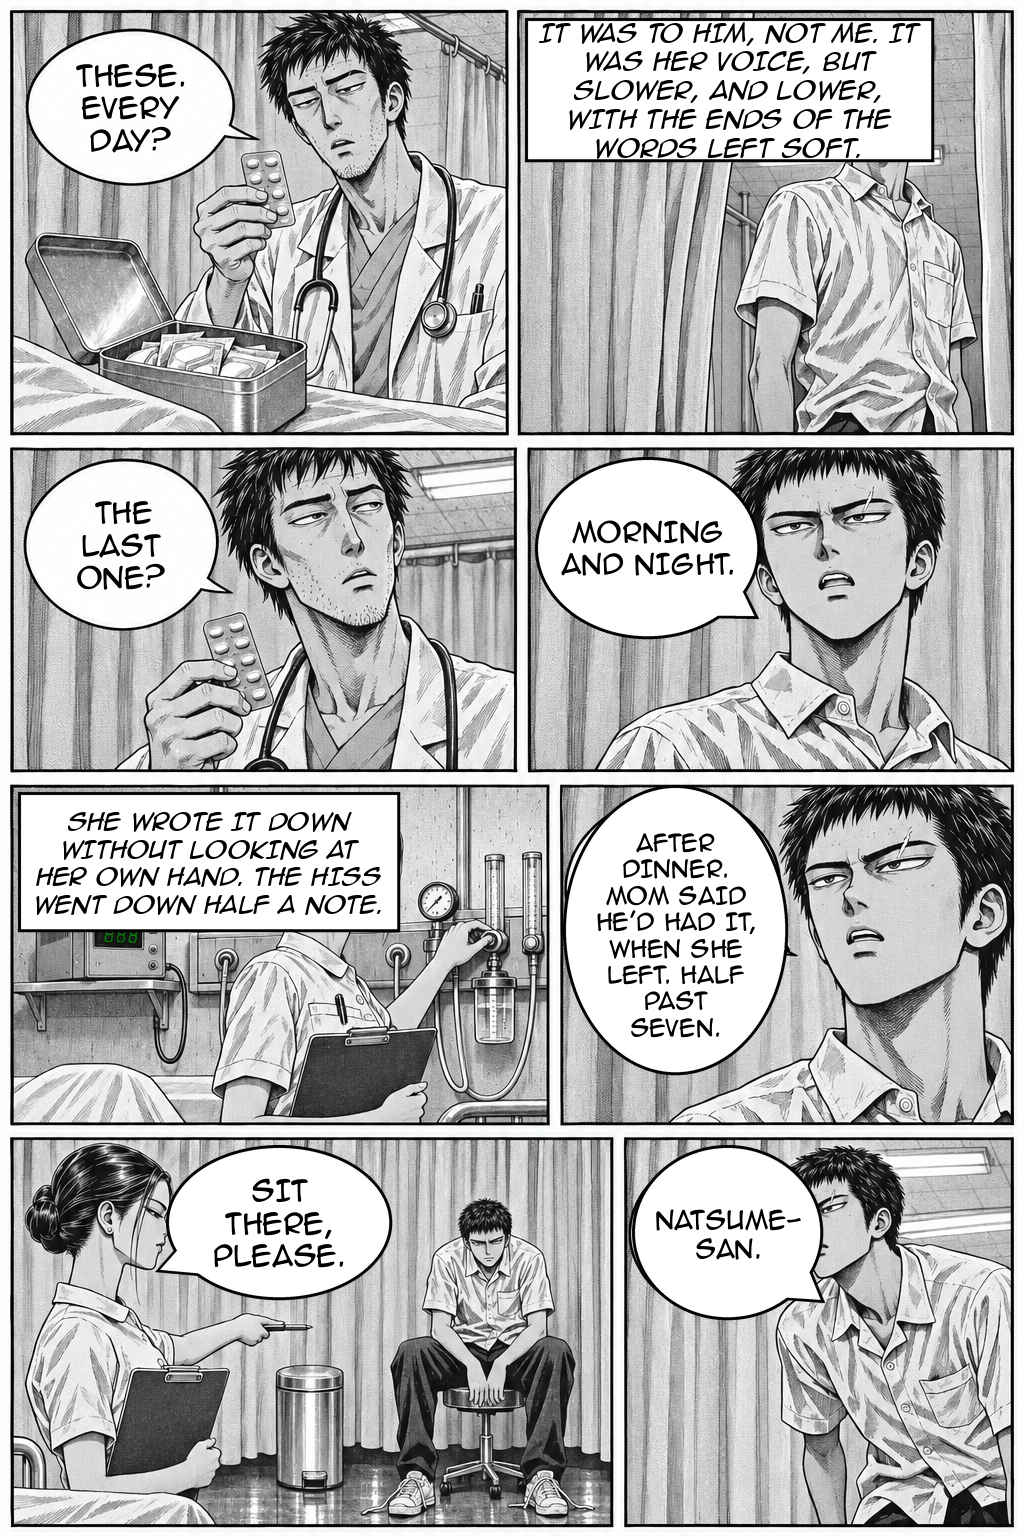 THESE.
EVERY
DAY?
IT WAS TO HIM, NOT ME. IT
WAS HER VOICE, BUT
SLOWER, AND LOWER,
WITH THE ENDS OF THE
WORDS LEFT SOFT.
THE
LAST
ONE?
MORNING
AND NIGHT.
SHE WROTE IT DOWN
WITHOUT LOOKING AT
HER OWN HAND. THE HISS
WENT DOWN HALF A NOTE.
888
AFTER
DINNER.
MOM SAID
HE'D HAD IT,
WHEN SHE
LEFT. HALF
PAST
SEVEN.
SIT
THERE,
PLEASE.
NATSUME-
SAN.